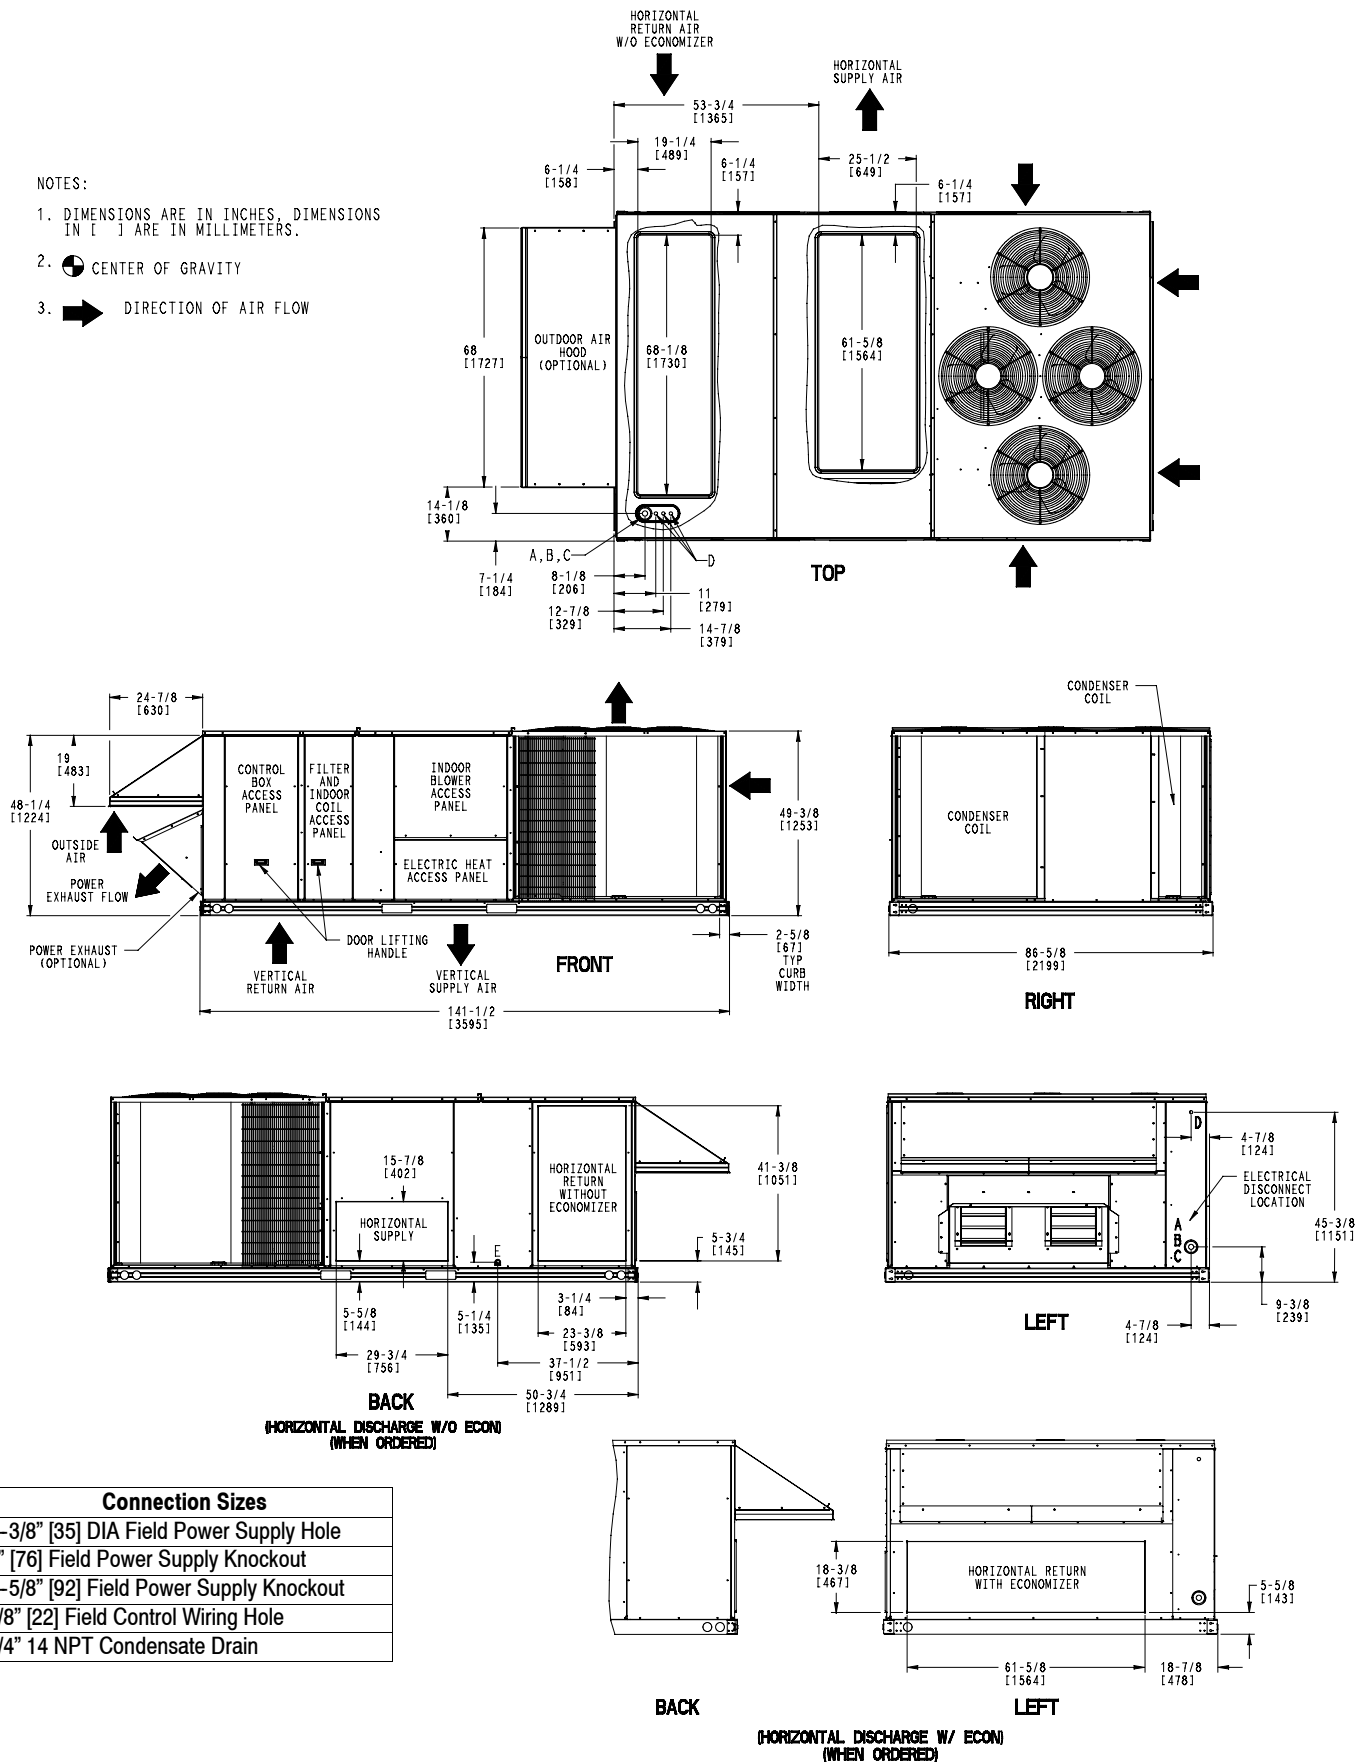 HORIZONTAL
RETURN AIR
W/O ECONOMIZER
HORIZONTAL
SUPPLY AIR
53-3/4
[1365]
19-1/4
[489]
6-1/4
[158]
6-1/4
[157]
25-1/2
[649]
6-1/4
[157]
NOTES:
1. DIMENSIONS ARE IN INCHES, DIMENSIONS
IN [ ] ARE IN MILLIMETERS.
2. CENTER OF GRAVITY
3. DIRECTION OF AIR FLOW
68
[1727]
OUTDOOR AIR
HOOD
(OPTIONAL)
68-1/8
[1730]
61-5/8
[1564]
14-1/8
[360]
7-1/4
[184]
A,B,C
D
8-1/8
[206]
11
[279]
12-7/8
[329]
14-7/8
[379]
TOP
24-7/8
[630]
19
[483]
48-1/4
[1224]
CONTROL
BOX
ACCESS
PANEL
FILTER
AND
INDOOR
COIL
ACCESS
PANEL
INDOOR
BLOWER
ACCESS
PANEL
ELECTRIC HEAT
ACCESS PANEL
OUTSIDE
AIR
POWER
EXHAUST FLOW
POWER EXHAUST
(OPTIONAL)
DOOR LIFTING
HANDLE
VERTICAL
RETURN AIR
VERTICAL
SUPPLY AIR
FRONT
49-3/8
[1253]
2-5/8
[67]
TYP
CURB
WIDTH
141-1/2
[3595]
CONDENSER
COIL
CONDENSER
COIL
86-5/8
[2199]
RIGHT
15-7/8
[402]
HORIZONTAL
SUPPLY
HORIZONTAL
RETURN
WITHOUT
ECONOMIZER
E
41-3/8
[1051]
5-3/4
[145]
5-5/8
[144]
5-1/4
[135]
3-1/4
[84]
23-3/8
[593]
29-3/4
[756]
37-1/2
[951]
50-3/4
[1289]
BACK
(HORIZONTAL DISCHARGE W/O ECON)
(WHEN ORDERED)
D
4-7/8
[124]
ELECTRICAL
DISCONNECT
LOCATION
A
B
C
45-3/8
[1151]
9-3/8
[239]
4-7/8
[124]
LEFT
Connection Sizes
-3/8" [35] DIA Field Power Supply Hole
" [76] Field Power Supply Knockout
-5/8" [92] Field Power Supply Knockout
/8" [22] Field Control Wiring Hole
/4" 14 NPT Condensate Drain
BACK
18-3/8
[467]
HORIZONTAL RETURN
WITH ECONOMIZER
5-5/8
[143]
61-5/8
[1564]
18-7/8
[478]
LEFT
(HORIZONTAL DISCHARGE W/ ECON)
(WHEN ORDERED)